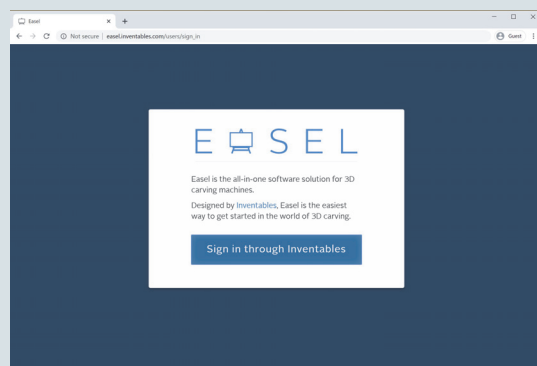 Easel
Not secure | easel.inventables.com/users/sign_in
Guest
E SEL
Easel is the all-in-one software solution for 3D
carving machines.
Designed by Inventables, Easel is the easiest
way to get started in the world of 3D carving.
Sign in through Inventables